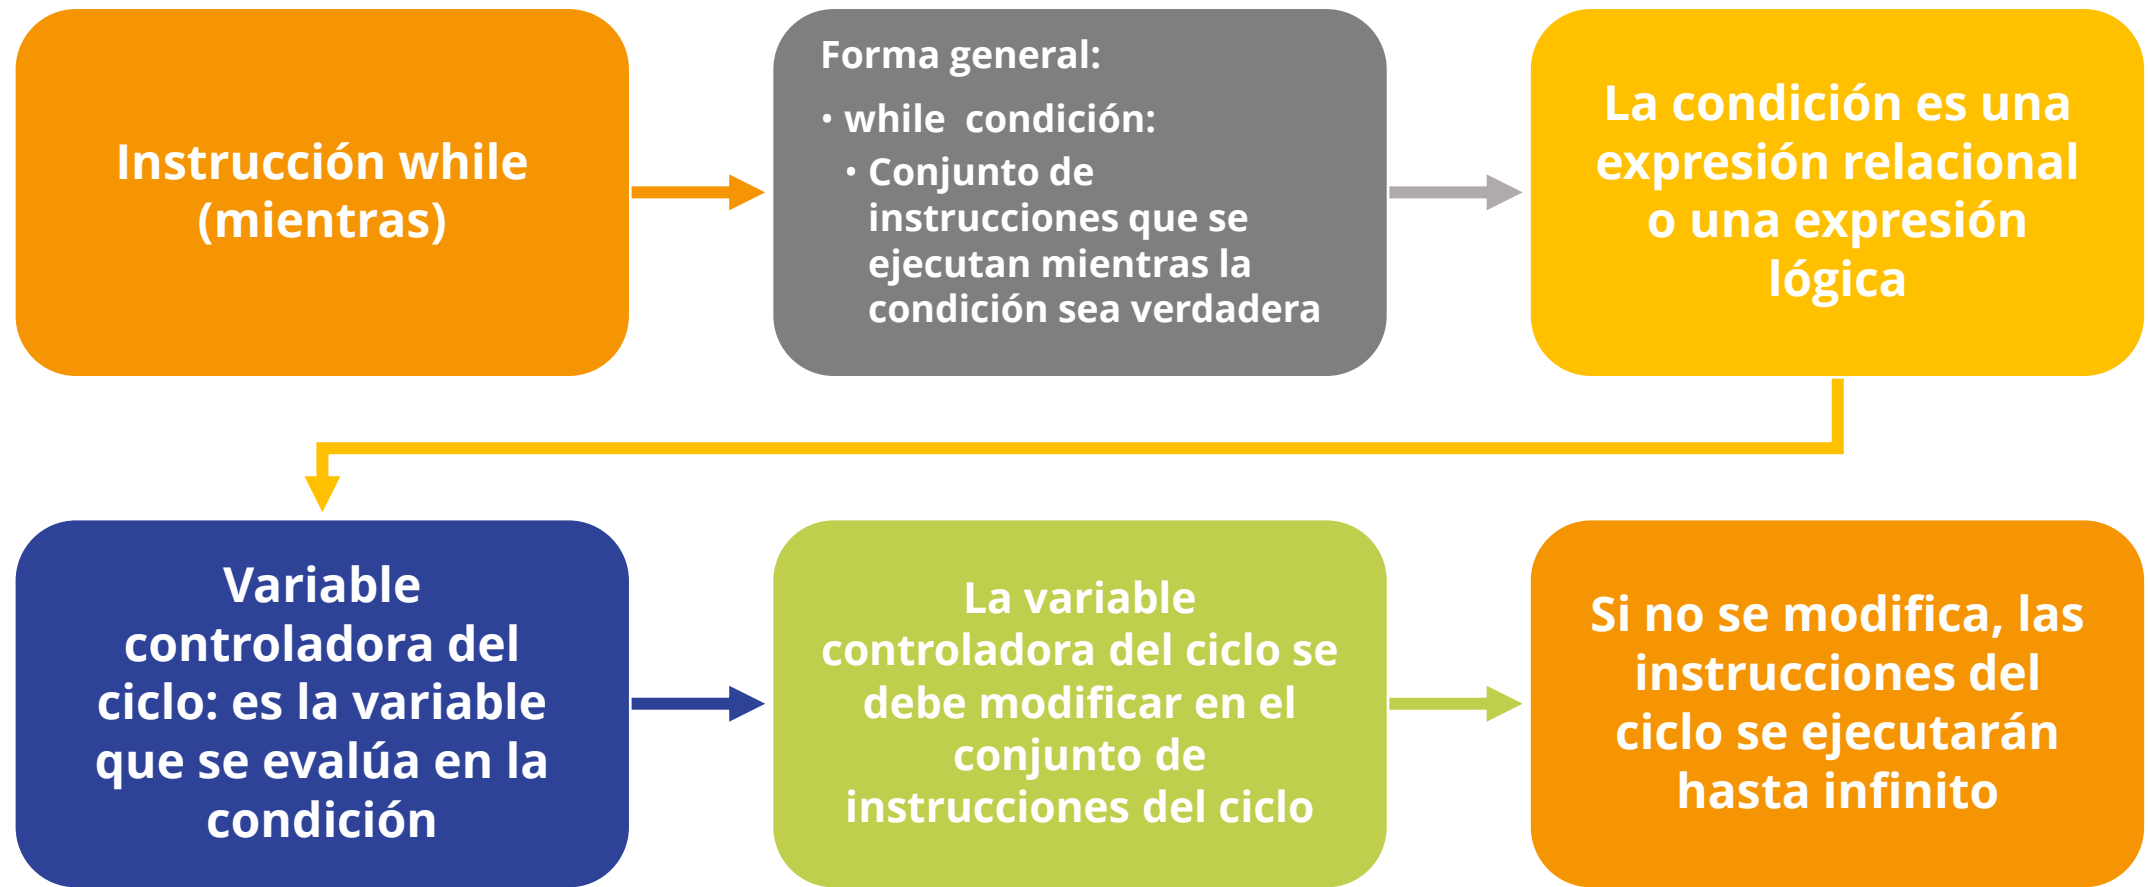 Instrucción while
(mientras)
Forma general:
• while condición:
• Conjunto de
instrucciones que se
ejecutan mientras la
condición sea verdadera
La condición es una
expresión relacional
o una expresión
lógica
Variable
controladora del
ciclo: es la variable
que se evalúa en la
condición
La variable
controladora del ciclo se
debe modificar en el
conjunto de
instrucciones del ciclo
Si no se modifica, las
instrucciones del
ciclo se ejecutarán
hasta infinito